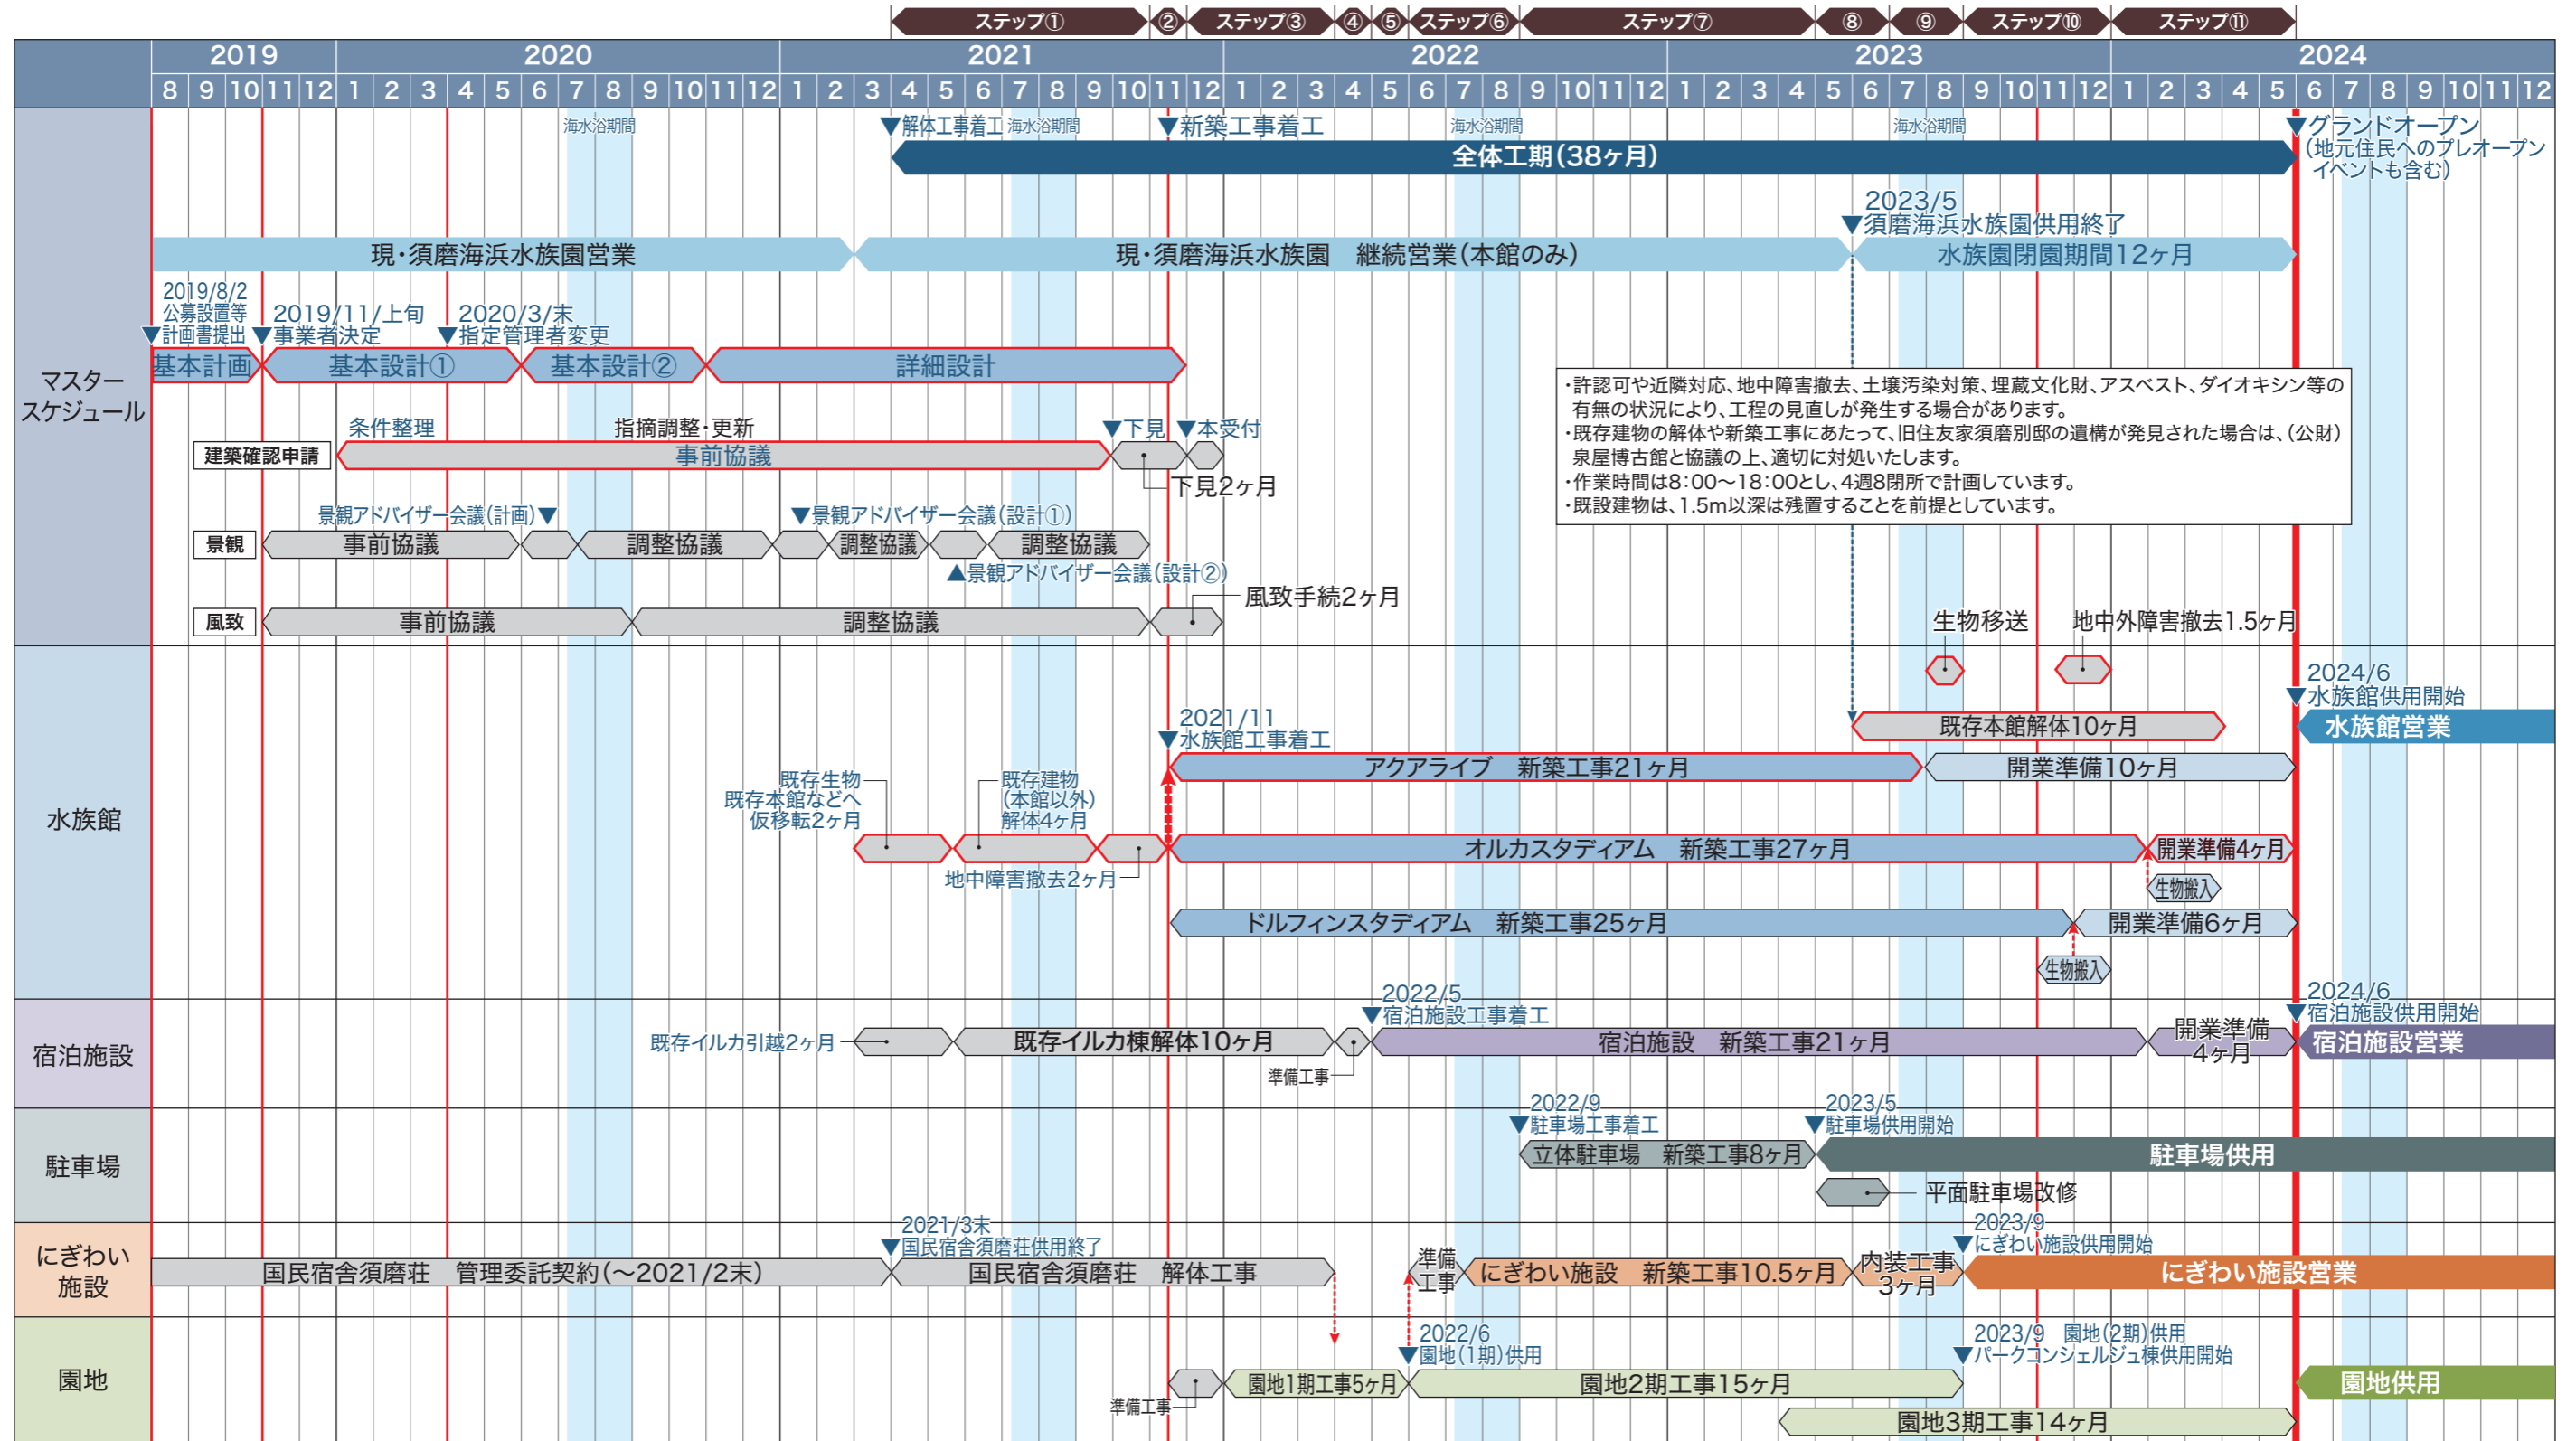 ステップ① ② ステップ③ ④ ⑤ ステップ⑥ ステップ⑦ ⑧ ⑨ ステップ⑩ ステップ⑪
2019 2020 2021 2022 2023 2024
8 9 10 11 12 1 2 3 4 5 6 7 8 9 10 11 12 1 2 3 4 5 6 7 8 9 10 11 12 1 2 3 4 5 6 7 8 9 10 11 12 1 2 3 4 5 6 7 8 9 10 11 12 1 2 3 4 5 6 7 8 9 10 11 12
マスター
スケジュール
海水浴期間 ▼解体工事着工 海水浴期間 ▼新築工事着工 海水浴期間 海水浴期間 ▼グランドオープン
(地元住民へのプレオープン
イベントも含む)
全体工期(38ヶ月)
2023/5
▼須磨海浜水族園供用終了
現・須磨海浜水族園営業 現・須磨海浜水族園 継続営業(本館のみ) 水族園閉園期間12ヶ月
2019/8/2
公募設置等
▼計画書提出
2019/11/上旬
▼事業者決定
2020/3/末
▼指定管理者変更
基本計画 基本設計① 基本設計② 詳細設計
・許認可や近隣対応、地中障害撤去、土壌汚染対策、埋蔵文化財、アスベスト、ダイオキシン等の
有無の状況により、工程の見直しが発生する場合があります。
・既存建物の解体や新築工事にあたって、旧住友家須磨別邸の遺構が発見された場合は、(公財)
泉屋博古館と協議の上、適切に対処いたします。
・作業時間は8:00〜18:00とし、4週8閉所で計画しています。
・既設建物は、1.5m以深は残置することを前提としています。
条件整理 指摘調整・更新 ▼下見 ▼本受付
建築確認申請 事前協議
下見2ヶ月
景観アドバイザー会議(計画)▼ ▼景観アドバイザー会議(設計①)
景観 事前協議 調整協議 調整協議 調整協議
▲景観アドバイザー会議(設計②)
風致手続2ヶ月
風致 事前協議 調整協議
水族館
生物移送 地中外障害撤去1.5ヶ月
2024/6
▼水族館供用開始
既存本館解体10ヶ月 水族館営業
2021/11
▼水族館工事着工
アクアライブ 新築工事21ヶ月 開業準備10ヶ月
既存生物
既存本館などへ
仮移転2ヶ月
既存建物
(本館以外)
解体4ヶ月
オルカスタディアム 新築工事27ヶ月 開業準備4ヶ月
地中障害撤去2ヶ月
生物搬入
ドルフィンスタディアム 新築工事25ヶ月 開業準備6ヶ月
生物搬入
宿泊施設
2022/5
▼宿泊施設工事着工
2024/6
▼宿泊施設供用開始
既存イルカ引越2ヶ月 既存イルカ棟解体10ヶ月 宿泊施設 新築工事21ヶ月 開業準備
4ヶ月
宿泊施設営業
準備工事
駐車場
2022/9
▼駐車場工事着工
2023/5
▼駐車場供用開始
立体駐車場 新築工事8ヶ月 駐車場供用
平面駐車場改修
にぎわい
施設
2021/3末
▼国民宿舎須磨荘供用終了
2023/9
▼にぎわい施設供用開始
国民宿舎須磨荘 管理委託契約(〜2021/2末) 国民宿舎須磨荘 解体工事
準備
工事
にぎわい施設 新築工事10.5ヶ月
内装工事
3ヶ月
にぎわい施設営業
園地
2022/6
▼園地(1期)供用
2023/9 園地(2期)供用
▼パークコンシェルジュ棟供用開始
園地1期工事5ヶ月 園地2期工事15ヶ月 園地供用
準備工事
園地3期工事14ヶ月